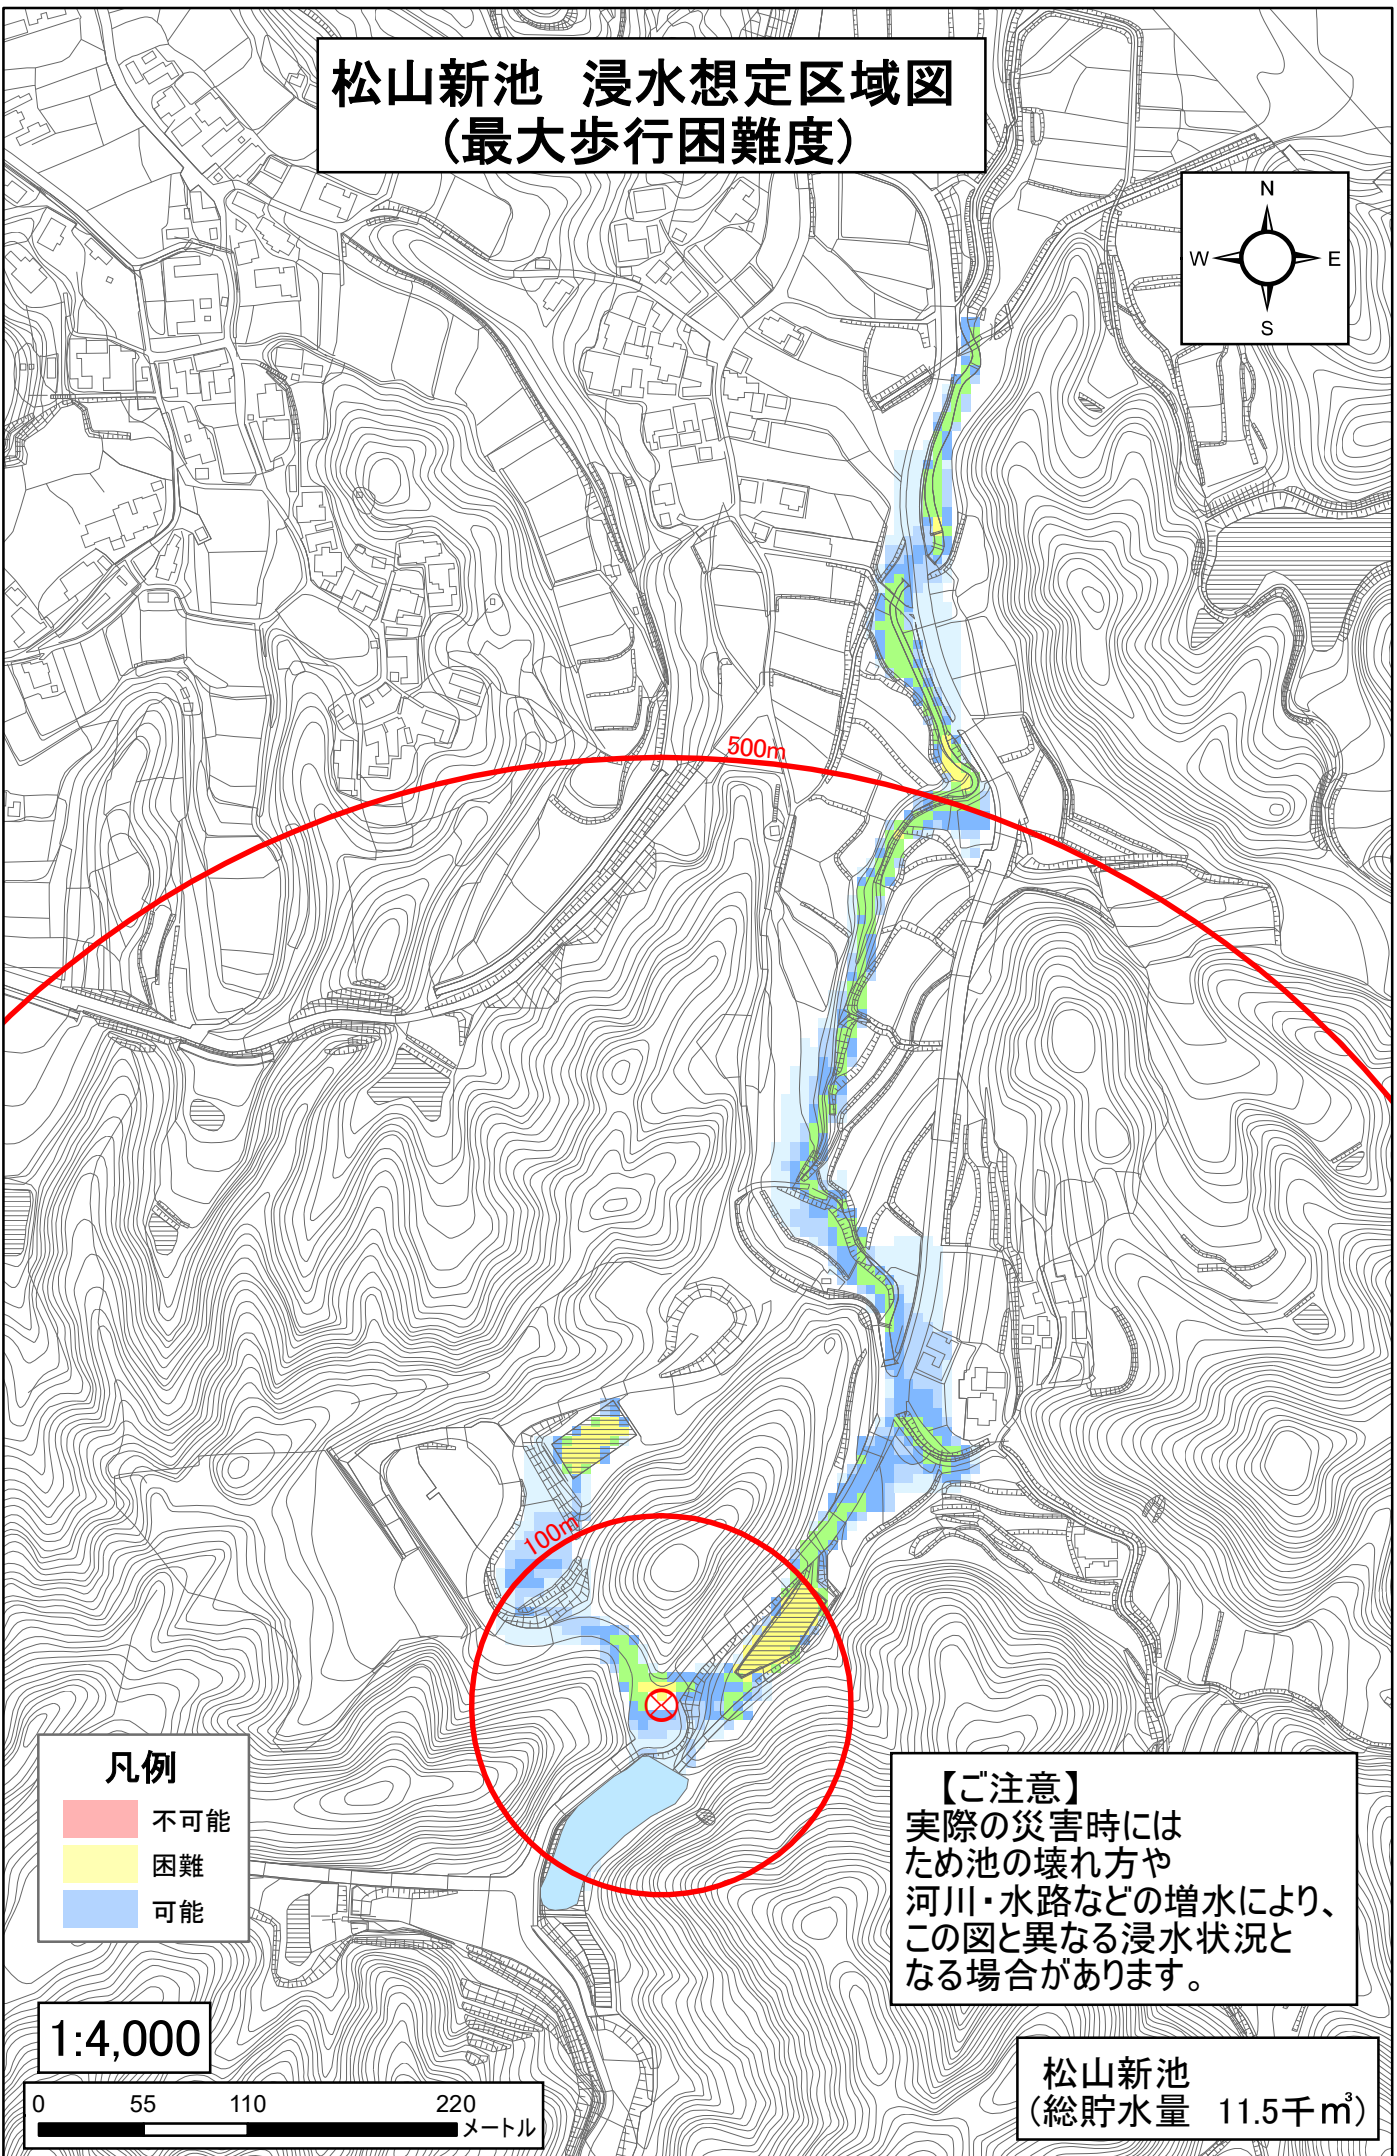 松山新池　浸水想定区域図
(最大歩行困難度)
N
W
E
S
500m
100m
凡例
不可能
困難
可能
【ご注意】
実際の災害時には
ため池の壊れ方や
河川・水路などの増水により、
この図と異なる浸水状況と
なる場合があります。
1:4,000
0 55 110 220
メートル
松山新池
(総貯水量　11.5千㎥)